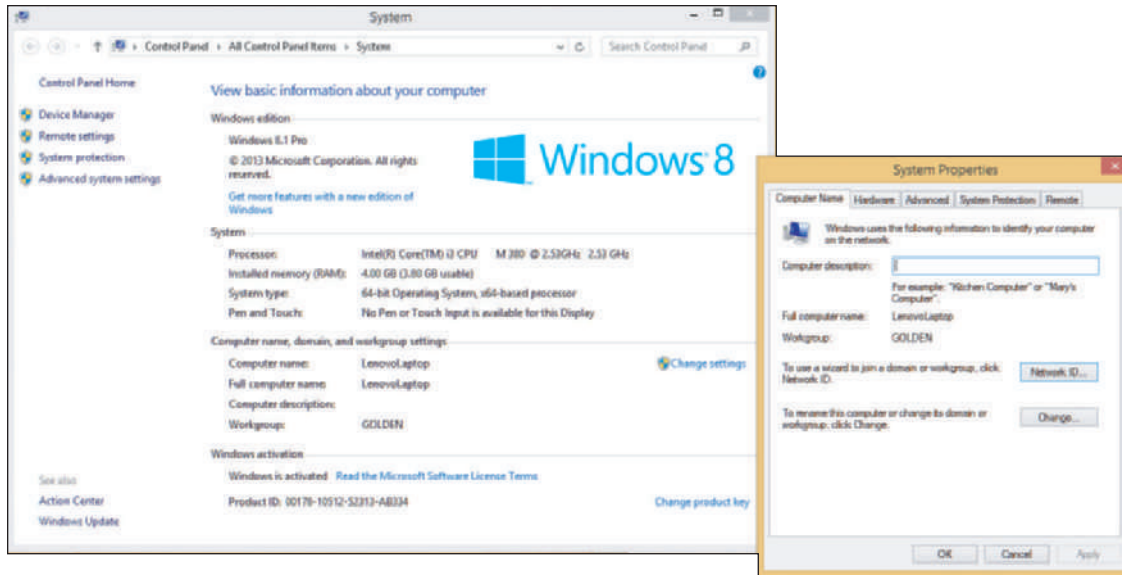 System
Control Panel › All Control Panel Items › System
Search Control Panel
Control Panel Home
Device Manager
Remote settings
System protection
Advanced system settings
See also
Action Center
Windows Update
View basic information about your computer
Windows edition
Windows 8.1 Pro
© 2013 Microsoft Corporation. All rights
reserved.
Get more features with a new edition of
Windows
Windows 8
System
Processor: Intel(R) Core(TM) i3 CPU M 380 @ 2.53GHz 2.53 GHz
Installed memory (RAM): 4.00 GB (3.80 GB usable)
System type: 64-bit Operating System, x64-based processor
Pen and Touch: No Pen or Touch Input is available for this Display
Computer name, domain, and workgroup settings
Computer name: LenovoLaptop
Change settings
Full computer name: LenovoLaptop
Computer description:
Workgroup: GOLDEN
Windows activation
Windows is activated Read the Microsoft Software License Terms
Product ID: 00178-10512-52313-AB334
Change product key
System Properties
Computer Name Hardware Advanced System Protection Remote
Windows uses the following information to identify your computer
on the network.
Computer description:
For example: "Kitchen Computer" or "Mary's
Computer".
Full computer name: LenovoLaptop
Workgroup: GOLDEN
To use a wizard to join a domain or workgroup, click
Network ID.
Network ID...
To rename this computer or change its domain or
workgroup, click Change.
Change...
OK Cancel Apply